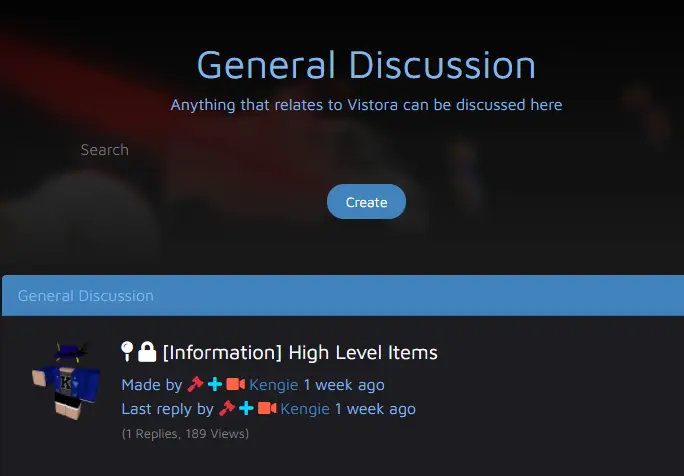 General Discussion
Anything that relates to Vistora can be discussed here
Search
Create
General Discussion
[Information] High Level Items
Made by Kengie 1 week ago
Last reply by Kengie 1 week ago
(1 Replies, 189 Views)
K